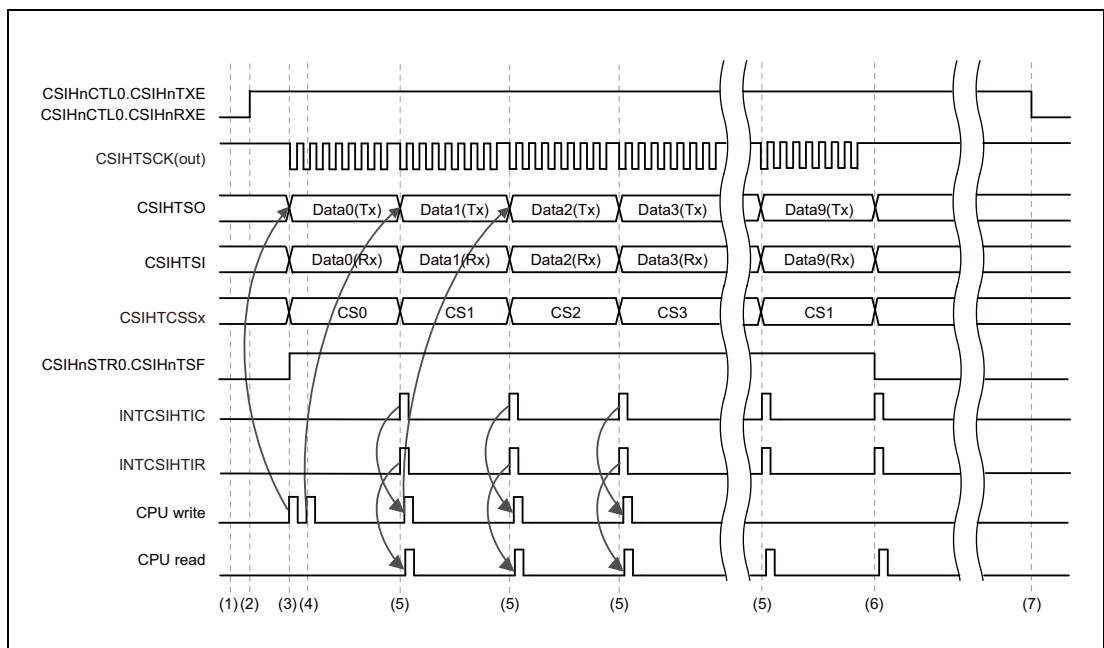 CSIHnCTL0.CSIHnTXE
CSIHnCTL0.CSIHnRXE
CSIHTSCK(out)
CSIHTSO Data0(Tx) Data1(Tx) Data2(Tx) Data3(Tx) Data9(Tx)
CSIHTSI Data0(Rx) Data1(Rx) Data2(Rx) Data3(Rx) Data9(Rx)
CSIHTCSSx CS0 CS1 CS2 CS3 CS1
CSIHnSTR0.CSIHnTSF
INTCSIHTIC
INTCSIHTIR
CPU write
CPU read
(1) (2) (3) (4) (5) (5) (5) (5) (6) (7)